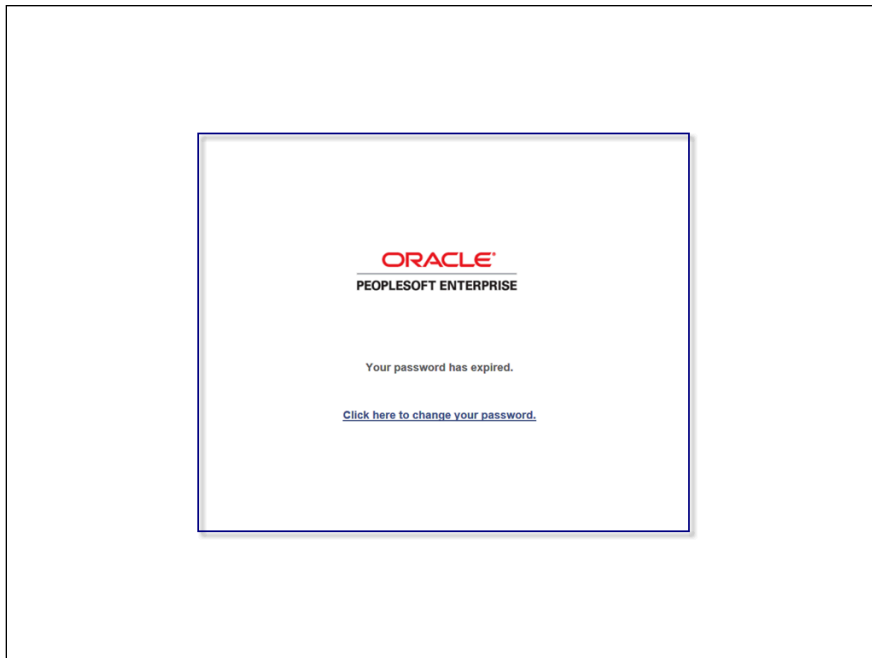 ORACLE®
PEOPLESOFT ENTERPRISE
Your password has expired.
Click here to change your password.